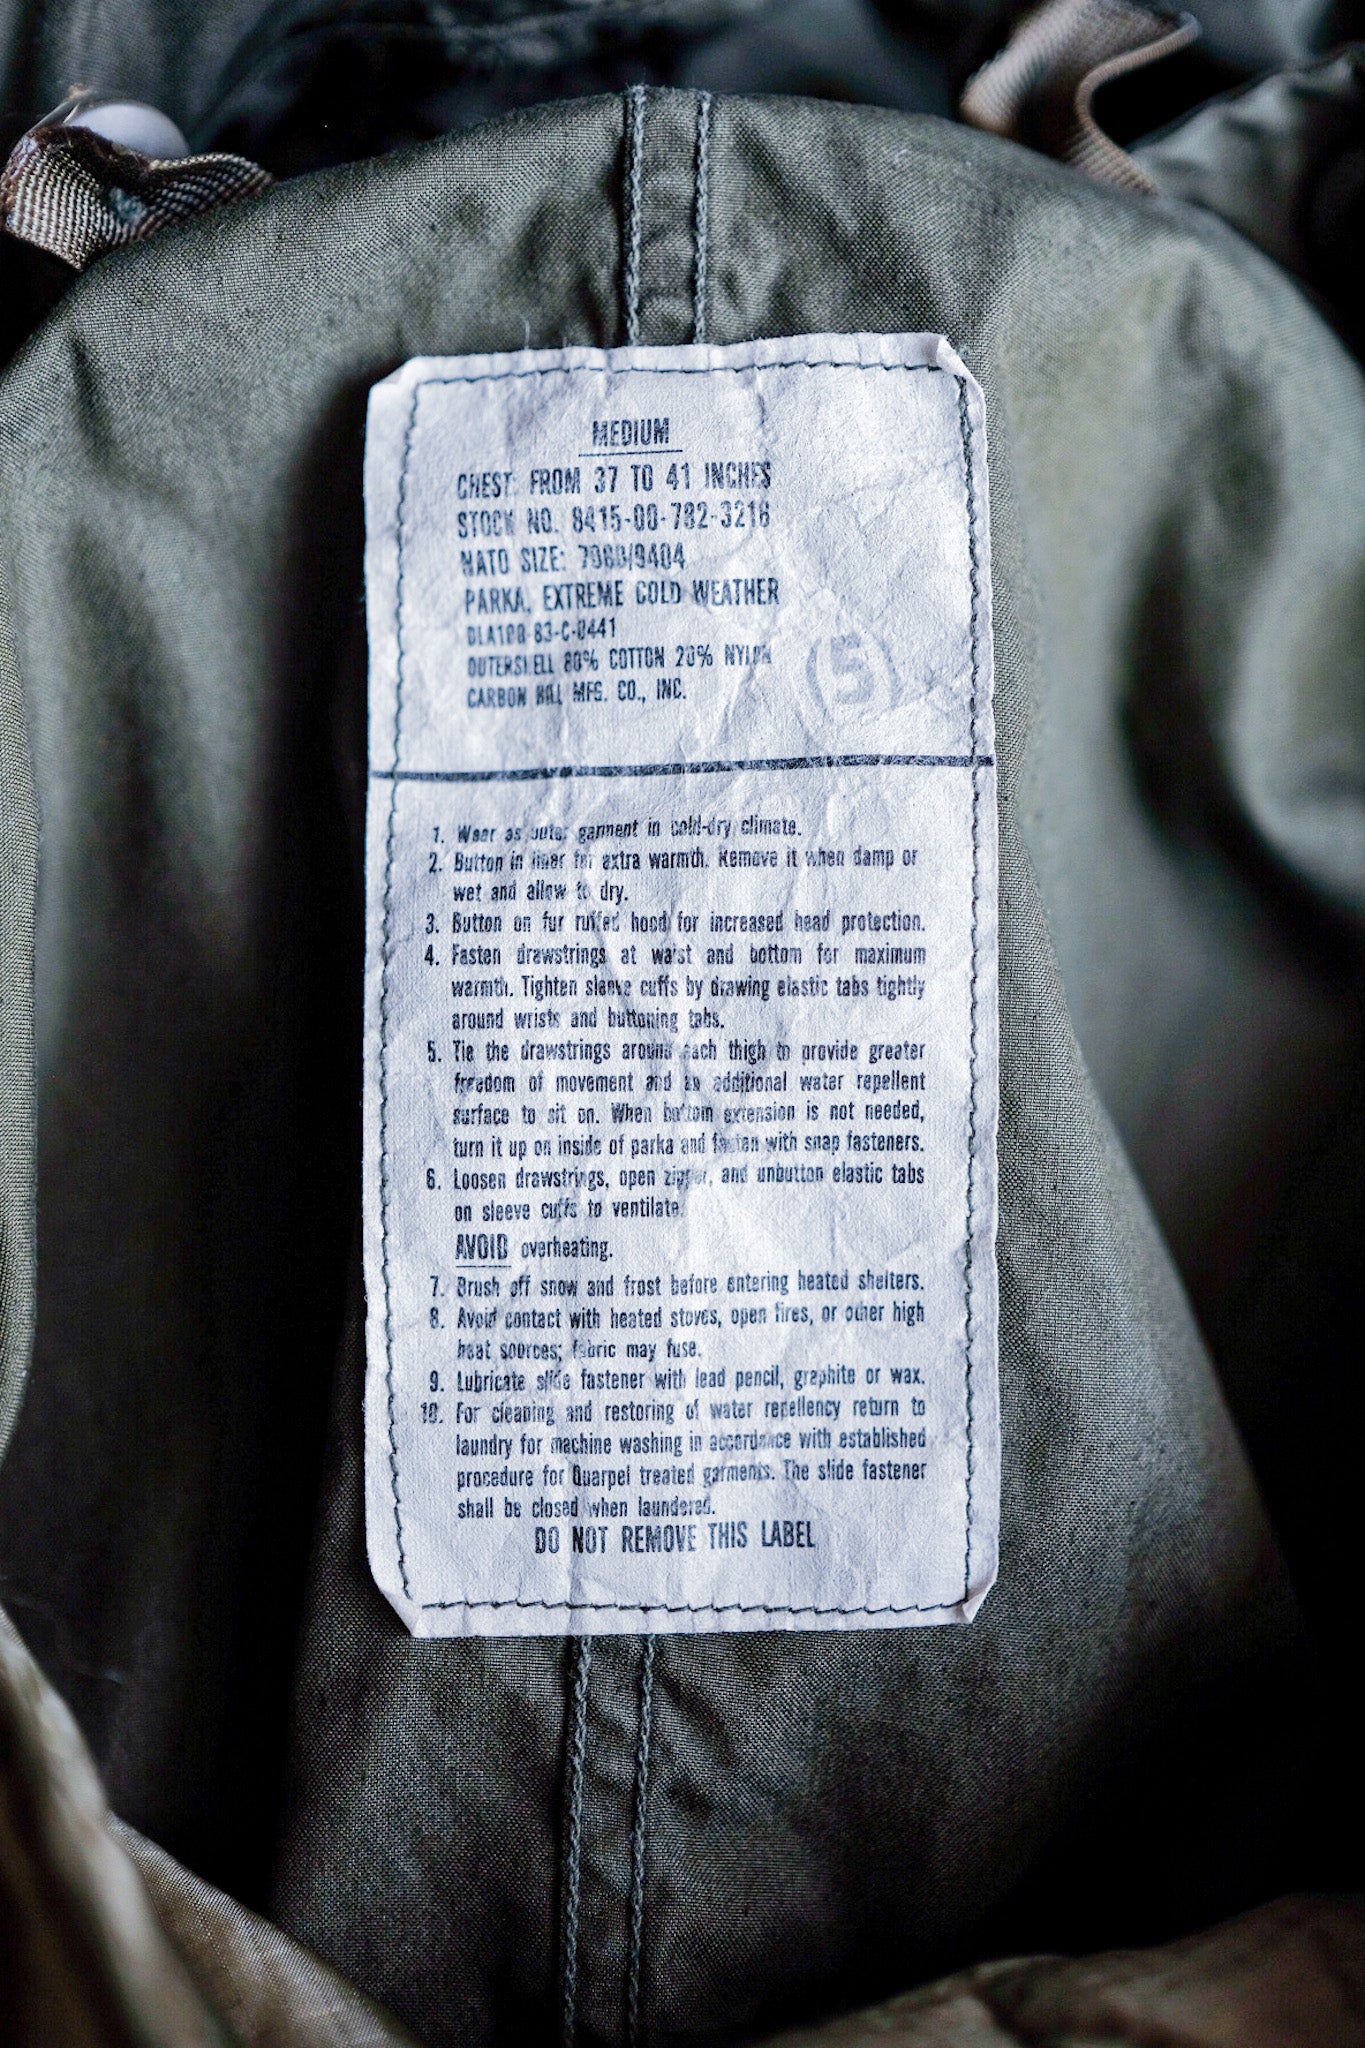 MEDIUM
CHEST: FROM 37 TO 41 INCHES
STOCK NO. 8415-00-782-3216
NATO SIZE: 7080/9404
PARKA, EXTREME COLD WEATHER
DLA100-83-C-0441
OUTERSHELL 80% COTTON 20% NYLON
CARBON HILL MFG. CO., INC.
5
1. Wear as outer garment in cold-dry climate.
2. Button in liner for extra warmth. Remove it when damp or
wet and allow to dry.
3. Button on fur ruffed hood for increased head protection.
4. Fasten drawstrings at waist and bottom for maximum
warmth. Tighten sleeve cuffs by drawing elastic tabs tightly
around wrists and buttoning tabs.
5. Tie the drawstrings around each thigh to provide greater
freedom of movement and an additional water repellent
surface to sit on. When bottom extension is not needed,
turn it up on inside of parka and fasten with snap fasteners.
6. Loosen drawstrings, open zipper, and unbutton elastic tabs
on sleeve cuffs to ventilate.
AVOID overheating.
7. Brush off snow and frost before entering heated shelters.
8. Avoid contact with heated stoves, open fires, or other high
heat sources; fabric may fuse.
9. Lubricate slide fastener with lead pencil, graphite or wax.
10. For cleaning and restoring of water repellency return to
laundry for machine washing in accordance with established
procedure for Quarpel treated garments. The slide fastener
shall be closed when laundered.
DO NOT REMOVE THIS LABEL